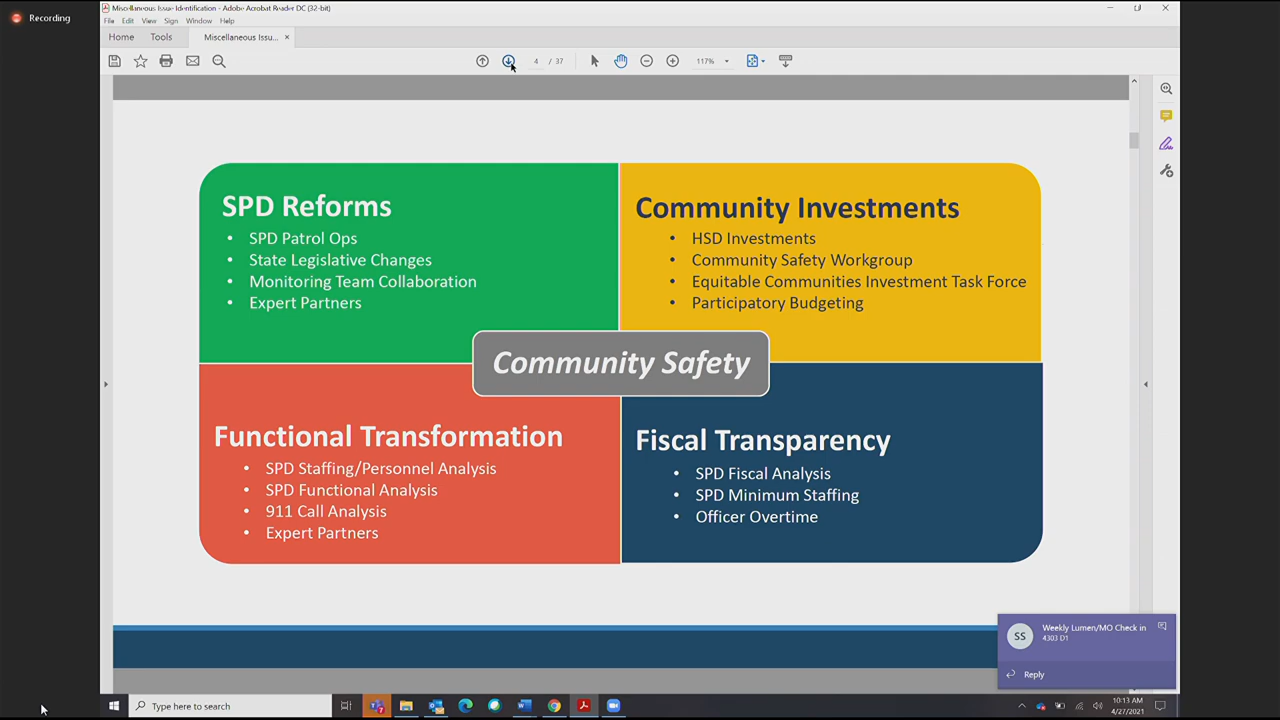 Recording
Miscellaneous Issue Identification - Adobe Acrobat Reader DC (32-bit)
File Edit View Sign Window Help
Home Tools Miscellaneous Issu... ×
4 / 37 117%
SPD Reforms
• SPD Patrol Ops
• State Legislative Changes
• Monitoring Team Collaboration
• Expert Partners
Community Investments
• HSD Investments
• Community Safety Workgroup
• Equitable Communities Investment Task Force
• Participatory Budgeting
Community Safety
Functional Transformation
• SPD Staffing/Personnel Analysis
• SPD Functional Analysis
• 911 Call Analysis
• Expert Partners
Fiscal Transparency
• SPD Fiscal Analysis
• SPD Minimum Staffing
• Officer Overtime
SS
Weekly Lumen/MO Check in
4303 D1
Reply
Type here to search
10:13 AM
4/27/2021